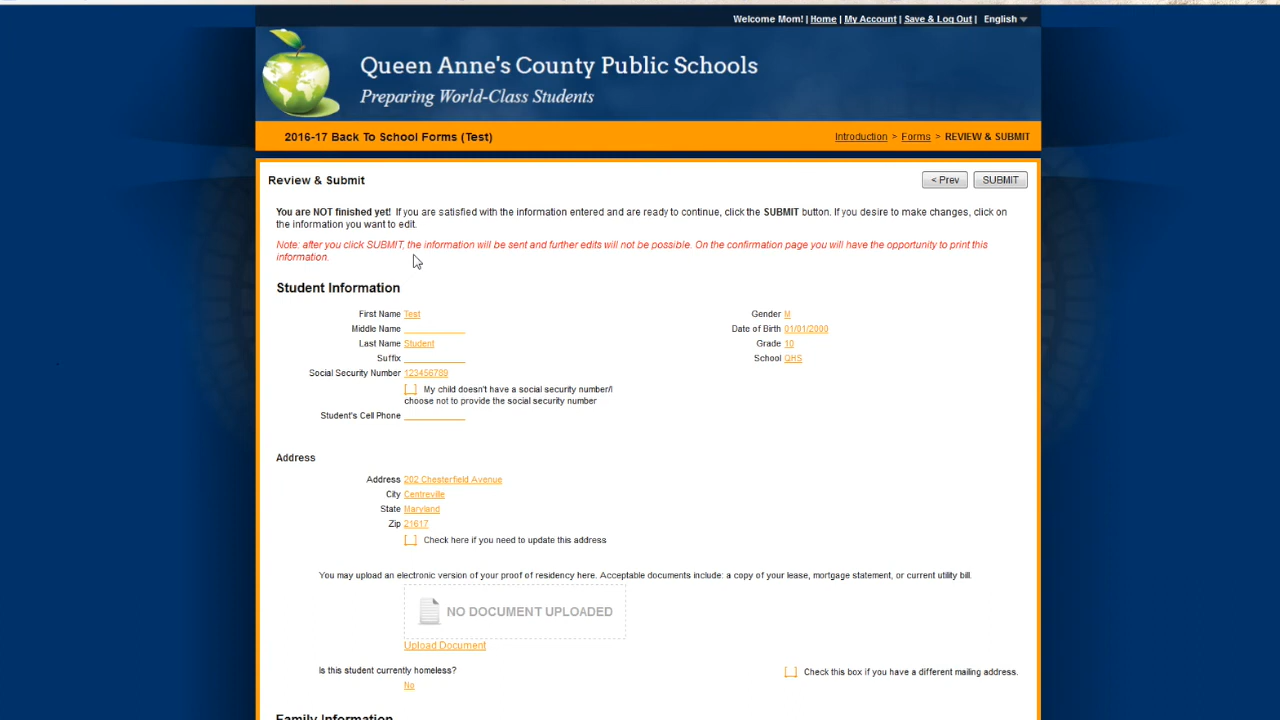 Welcome Mom! | Home | My Account | Save & Log Out | English
Queen Anne's County Public Schools
Preparing World-Class Students
2016-17 Back To School Forms (Test)
Introduction > Forms > REVIEW & SUBMIT
Review & Submit
< Prev
SUBMIT
You are NOT finished yet! If you are satisfied with the information entered and are ready to continue, click the SUBMIT button. If you desire to make changes, click on
the information you want to edit.
Note: after you click SUBMIT, the information will be sent and further edits will not be possible. On the confirmation page you will have the opportunity to print this
information.
Student Information
First Name Test
Middle Name
Last Name Student
Suffix
Social Security Number 123456789
[ ] My child doesn't have a social security number/I
choose not to provide the social security number
Student's Cell Phone
Gender M
Date of Birth 01/01/2000
Grade 10
School QHS
Address
Address 202 Chesterfield Avenue
City Centreville
State Maryland
Zip 21617
[ ] Check here if you need to update this address
You may upload an electronic version of your proof of residency here. Acceptable documents include: a copy of your lease, mortgage statement, or current utility bill.
NO DOCUMENT UPLOADED
Upload Document
Is this student currently homeless?
No
[ ] Check this box if you have a different mailing address.
Family Information